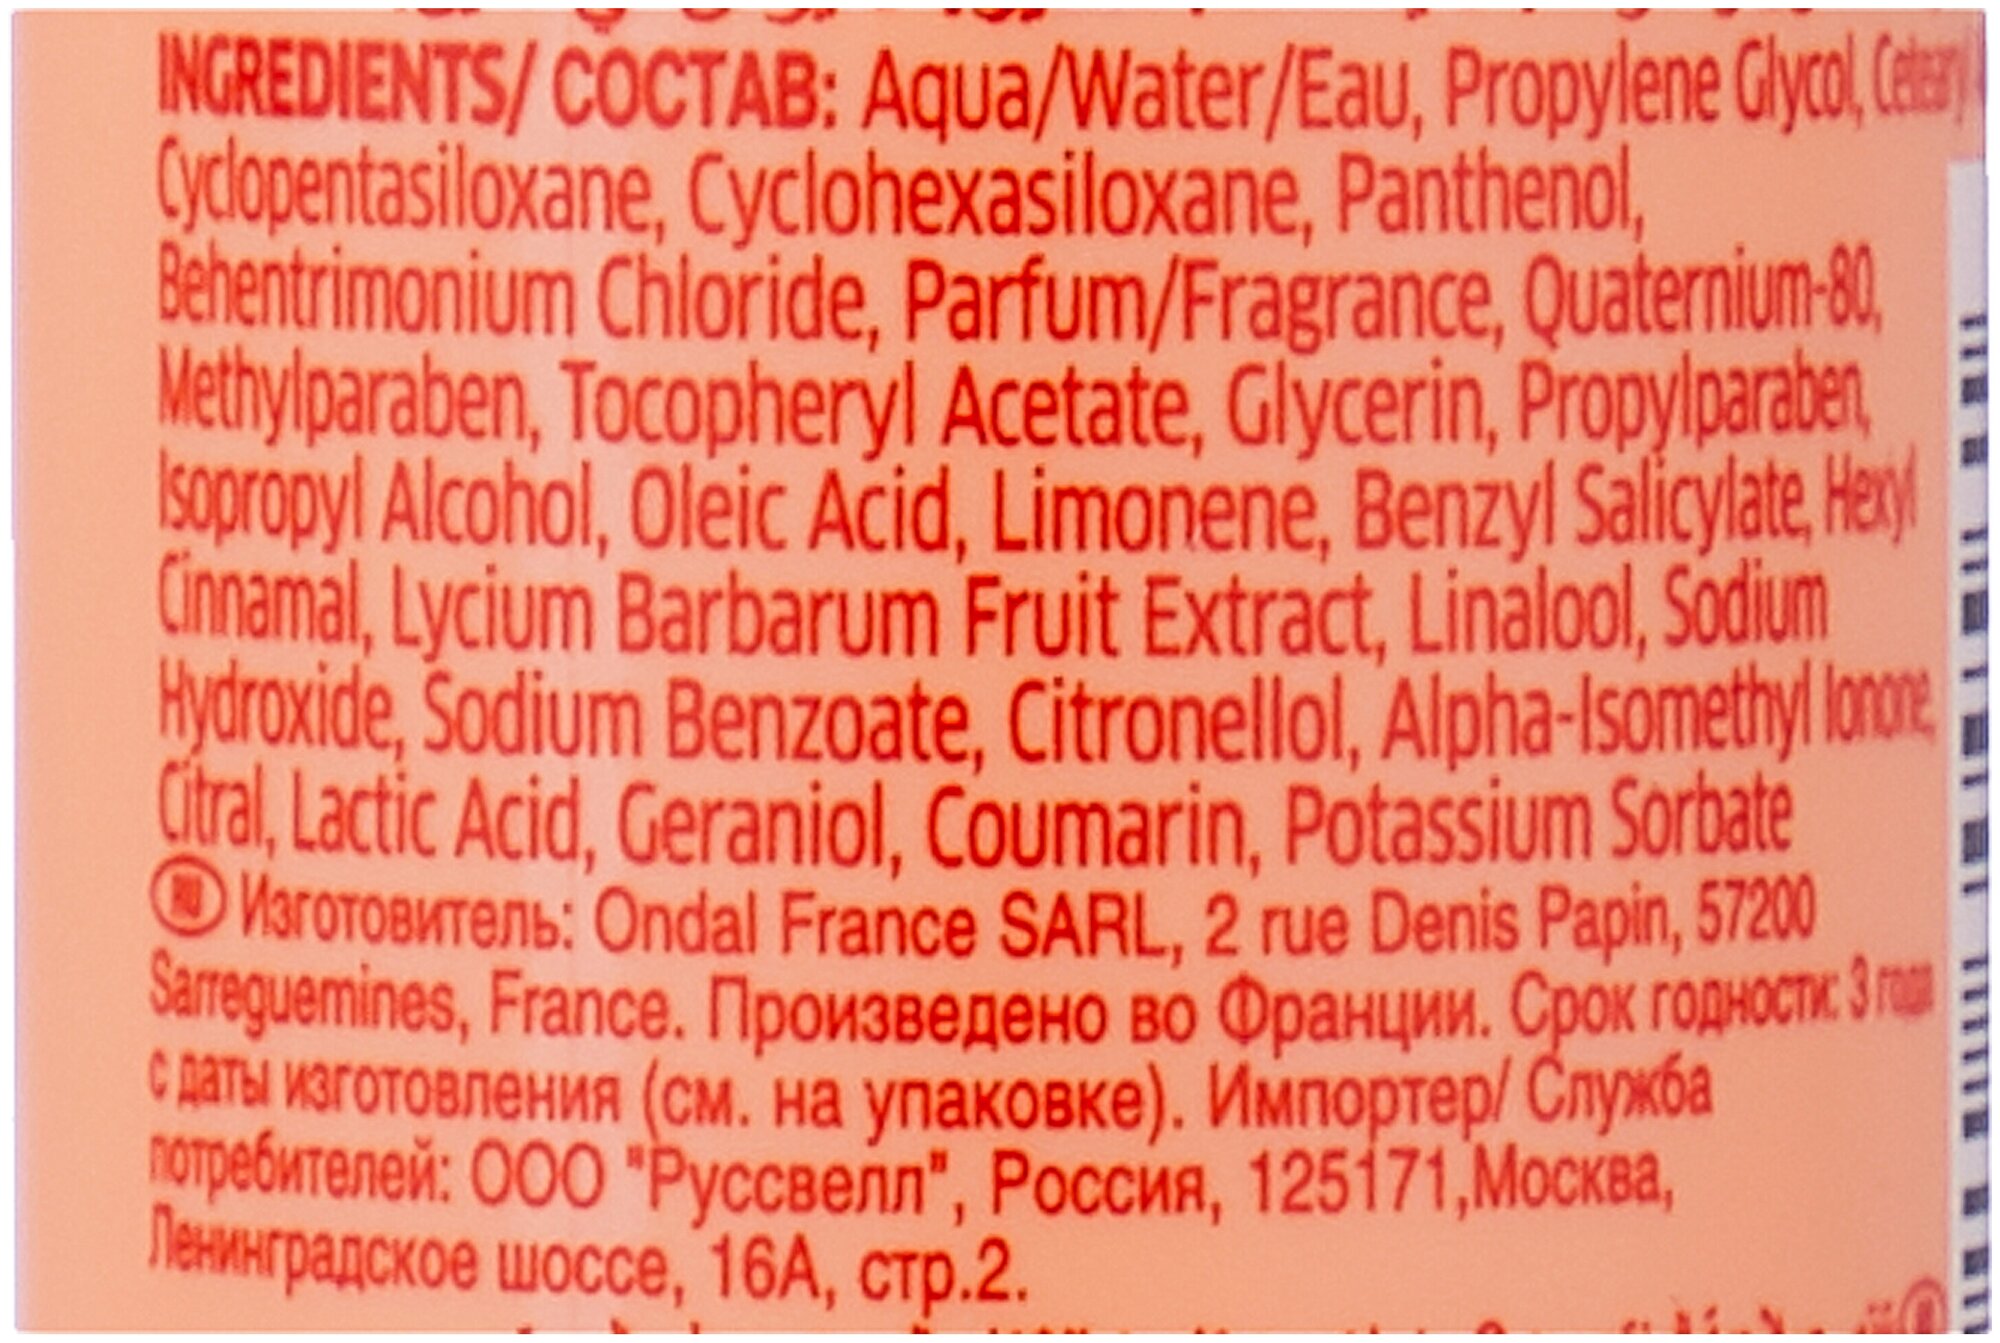 INGREDIENTS/ СОСТАВ: Aqua/Water/Eau, Propylene Glycol,
Cyclopentasiloxane, Cyclohexasiloxane, Panthenol,
Behentrimonium Chloride, Parfum/Fragrance, Quaternium-80,
Methylparaben, Tocopheryl Acetate, Glycerin, Propylparaben,
Isopropyl Alcohol, Oleic Acid, Limonene, Benzyl Salicylate, Hexyl
Cinnamal, Lycium Barbarum Fruit Extract, Linalool, Sodium
Hydroxide, Sodium Benzoate, Citronellol, Alpha-Isomethyl Ionone,
Citral, Lactic Acid, Geraniol, Coumarin, Potassium Sorbate
RU Изготовитель: Ondal France SARL, 2 rue Denis Papin, 57200
Sarreguemines, France. Произведено во Франции. Срок годности: 3 года
с даты изготовления (см. на упаковке). Импортер/ Служба
потребителей: ООО "Руссвелл", Россия, 125171,Москва,
Ленинградское шоссе, 16А, стр.2.